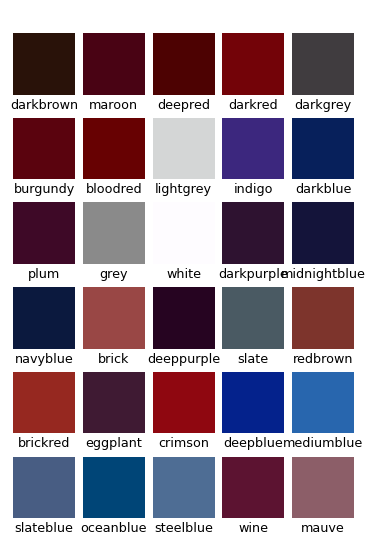 darkbrown maroon deepred darkred darkgrey
burgundy bloodred lightgrey indigo darkblue
plum grey white darkpurple midnightblue
navyblue brick deeppurple slate redbrown
brickred eggplant crimson deepblue mediumblue
slateblue oceanblue steelblue wine mauve